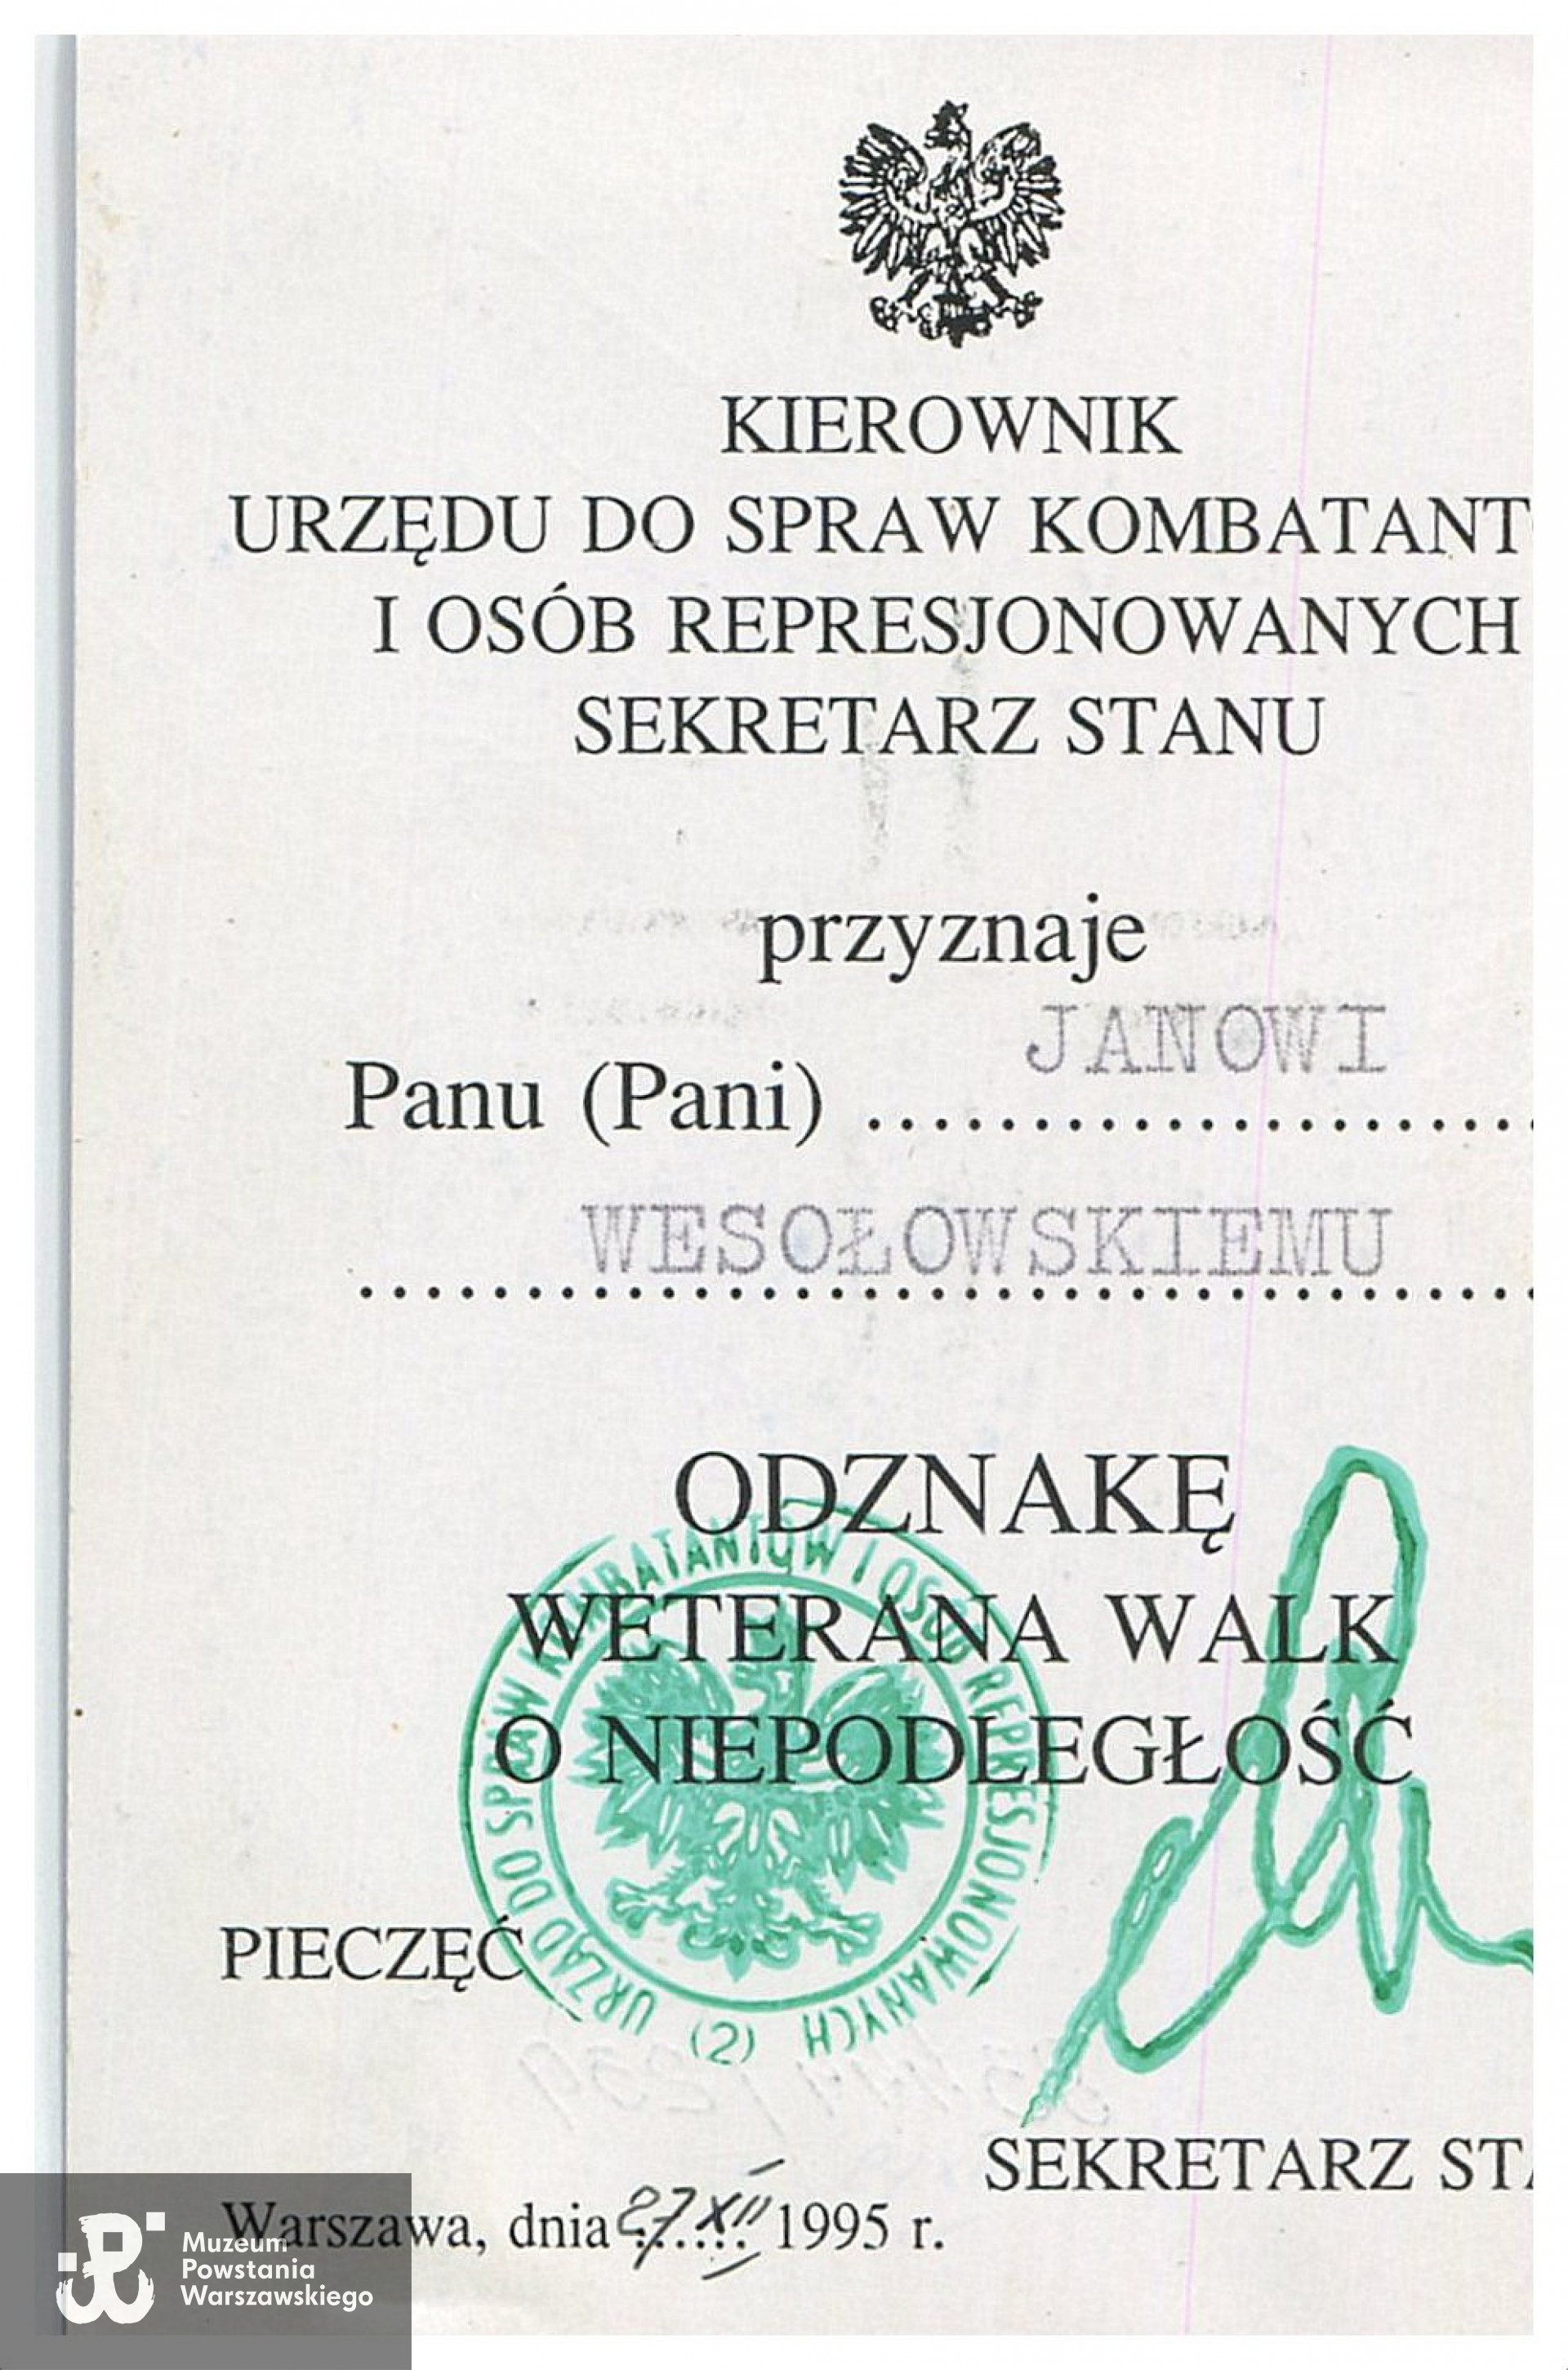 KIEROWNIK
URZĘDU DO SPRAW KOMBATANT
I OSÓB REPRESJONOWANYCH
SEKRETARZ STANU
przyznaje
JANOWI
Panu (Pani) ....................
WESOŁOWSKIEMU
...................................
ODZNAKĘ
WETERANA WALK
O NIEPODLEGŁOŚĆ
URZĄD DO SPRAW KOMBATANTÓW I OSÓB REPRESJONOWANYCH (2)
PIECZĘĆ
SEKRETARZ STA
Warszawa, dnia 27 XII 1995 r.
Muzeum
Powstania
Warszawskiego